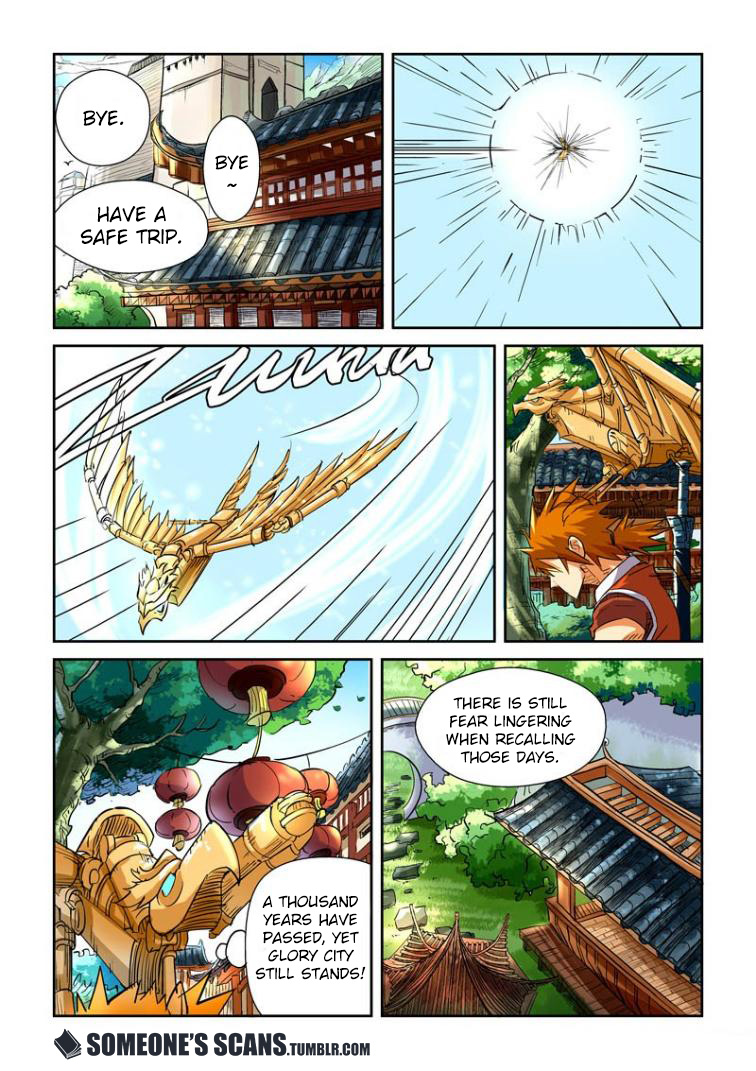 BYE.
BYE
~
HAVE A
SAFE TRIP.
A THOUSAND
YEARS HAVE
PASSED, YET
GLORY CITY
STILL STANDS!
THERE IS STILL
FEAR LINGERING
WHEN RECALLING
THOSE DAYS.
SOMEONE'S SCANS.TUMBLR.COM